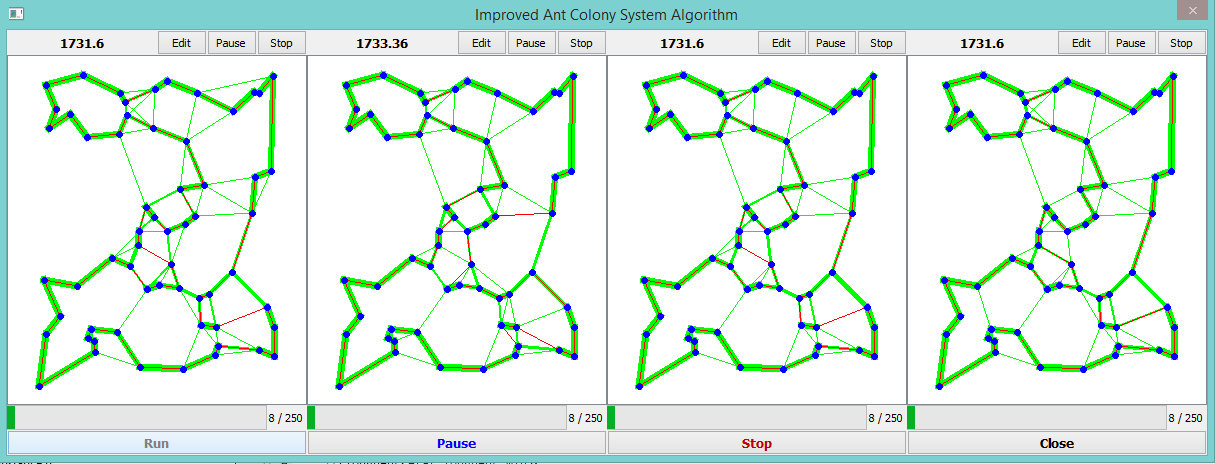 Improved Ant Colony System Algorithm
1731.6 Edit Pause Stop 1733.36 Edit Pause Stop 1731.6 Edit Pause Stop 1731.6 Edit Pause Stop
8 / 250 8 / 250 8 / 250 8 / 250
Run Pause Stop Close